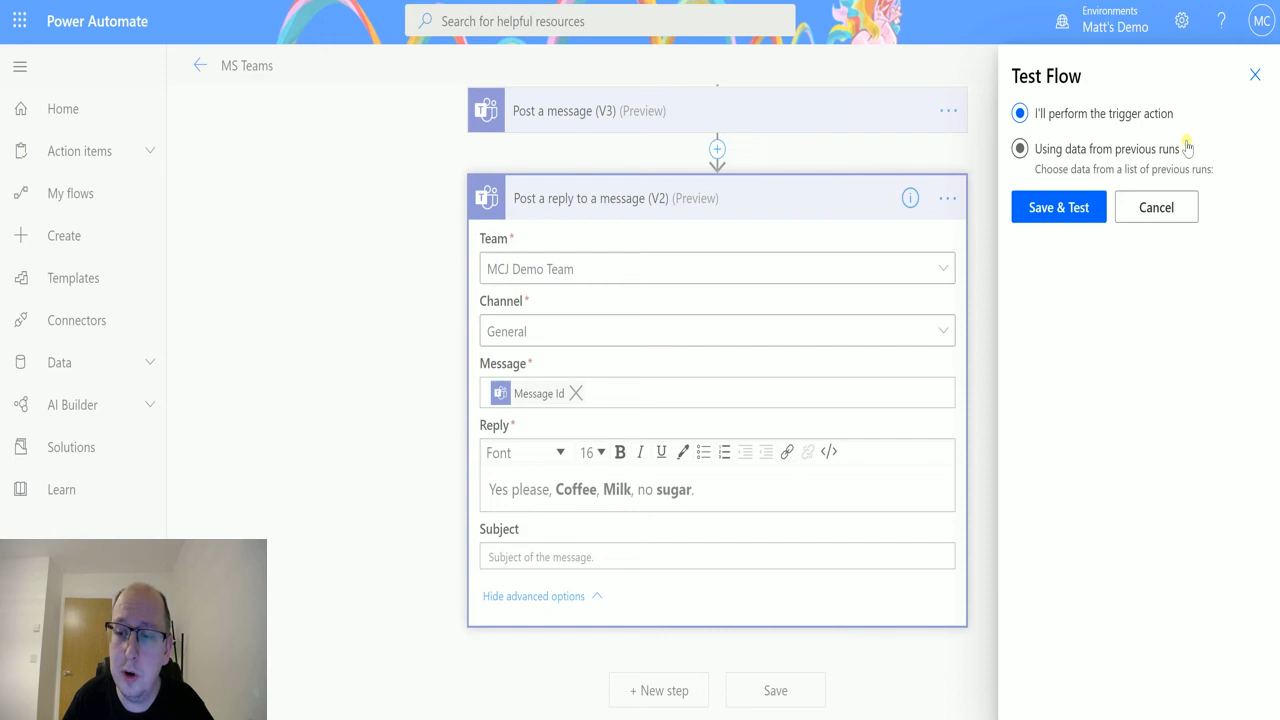 Power Automate
Search for helpful resources
Environments
Matt's Demo
?
MC
MS Teams
Home
Action items
My flows
Create
Templates
Connectors
Data
AI Builder
Solutions
Learn
Post a message (V3) (Preview)
Post a reply to a message (V2) (Preview)
Team*
MCJ Demo Team
Channel*
General
Message*
Message Id
Reply*
Font 16 B I U
Yes please, Coffee, Milk, no sugar.
Subject
Subject of the message.
Hide advanced options
+ New step
Save
Test Flow
I'll perform the trigger action
Using data from previous runs
Choose data from a list of previous runs:
Save & Test
Cancel